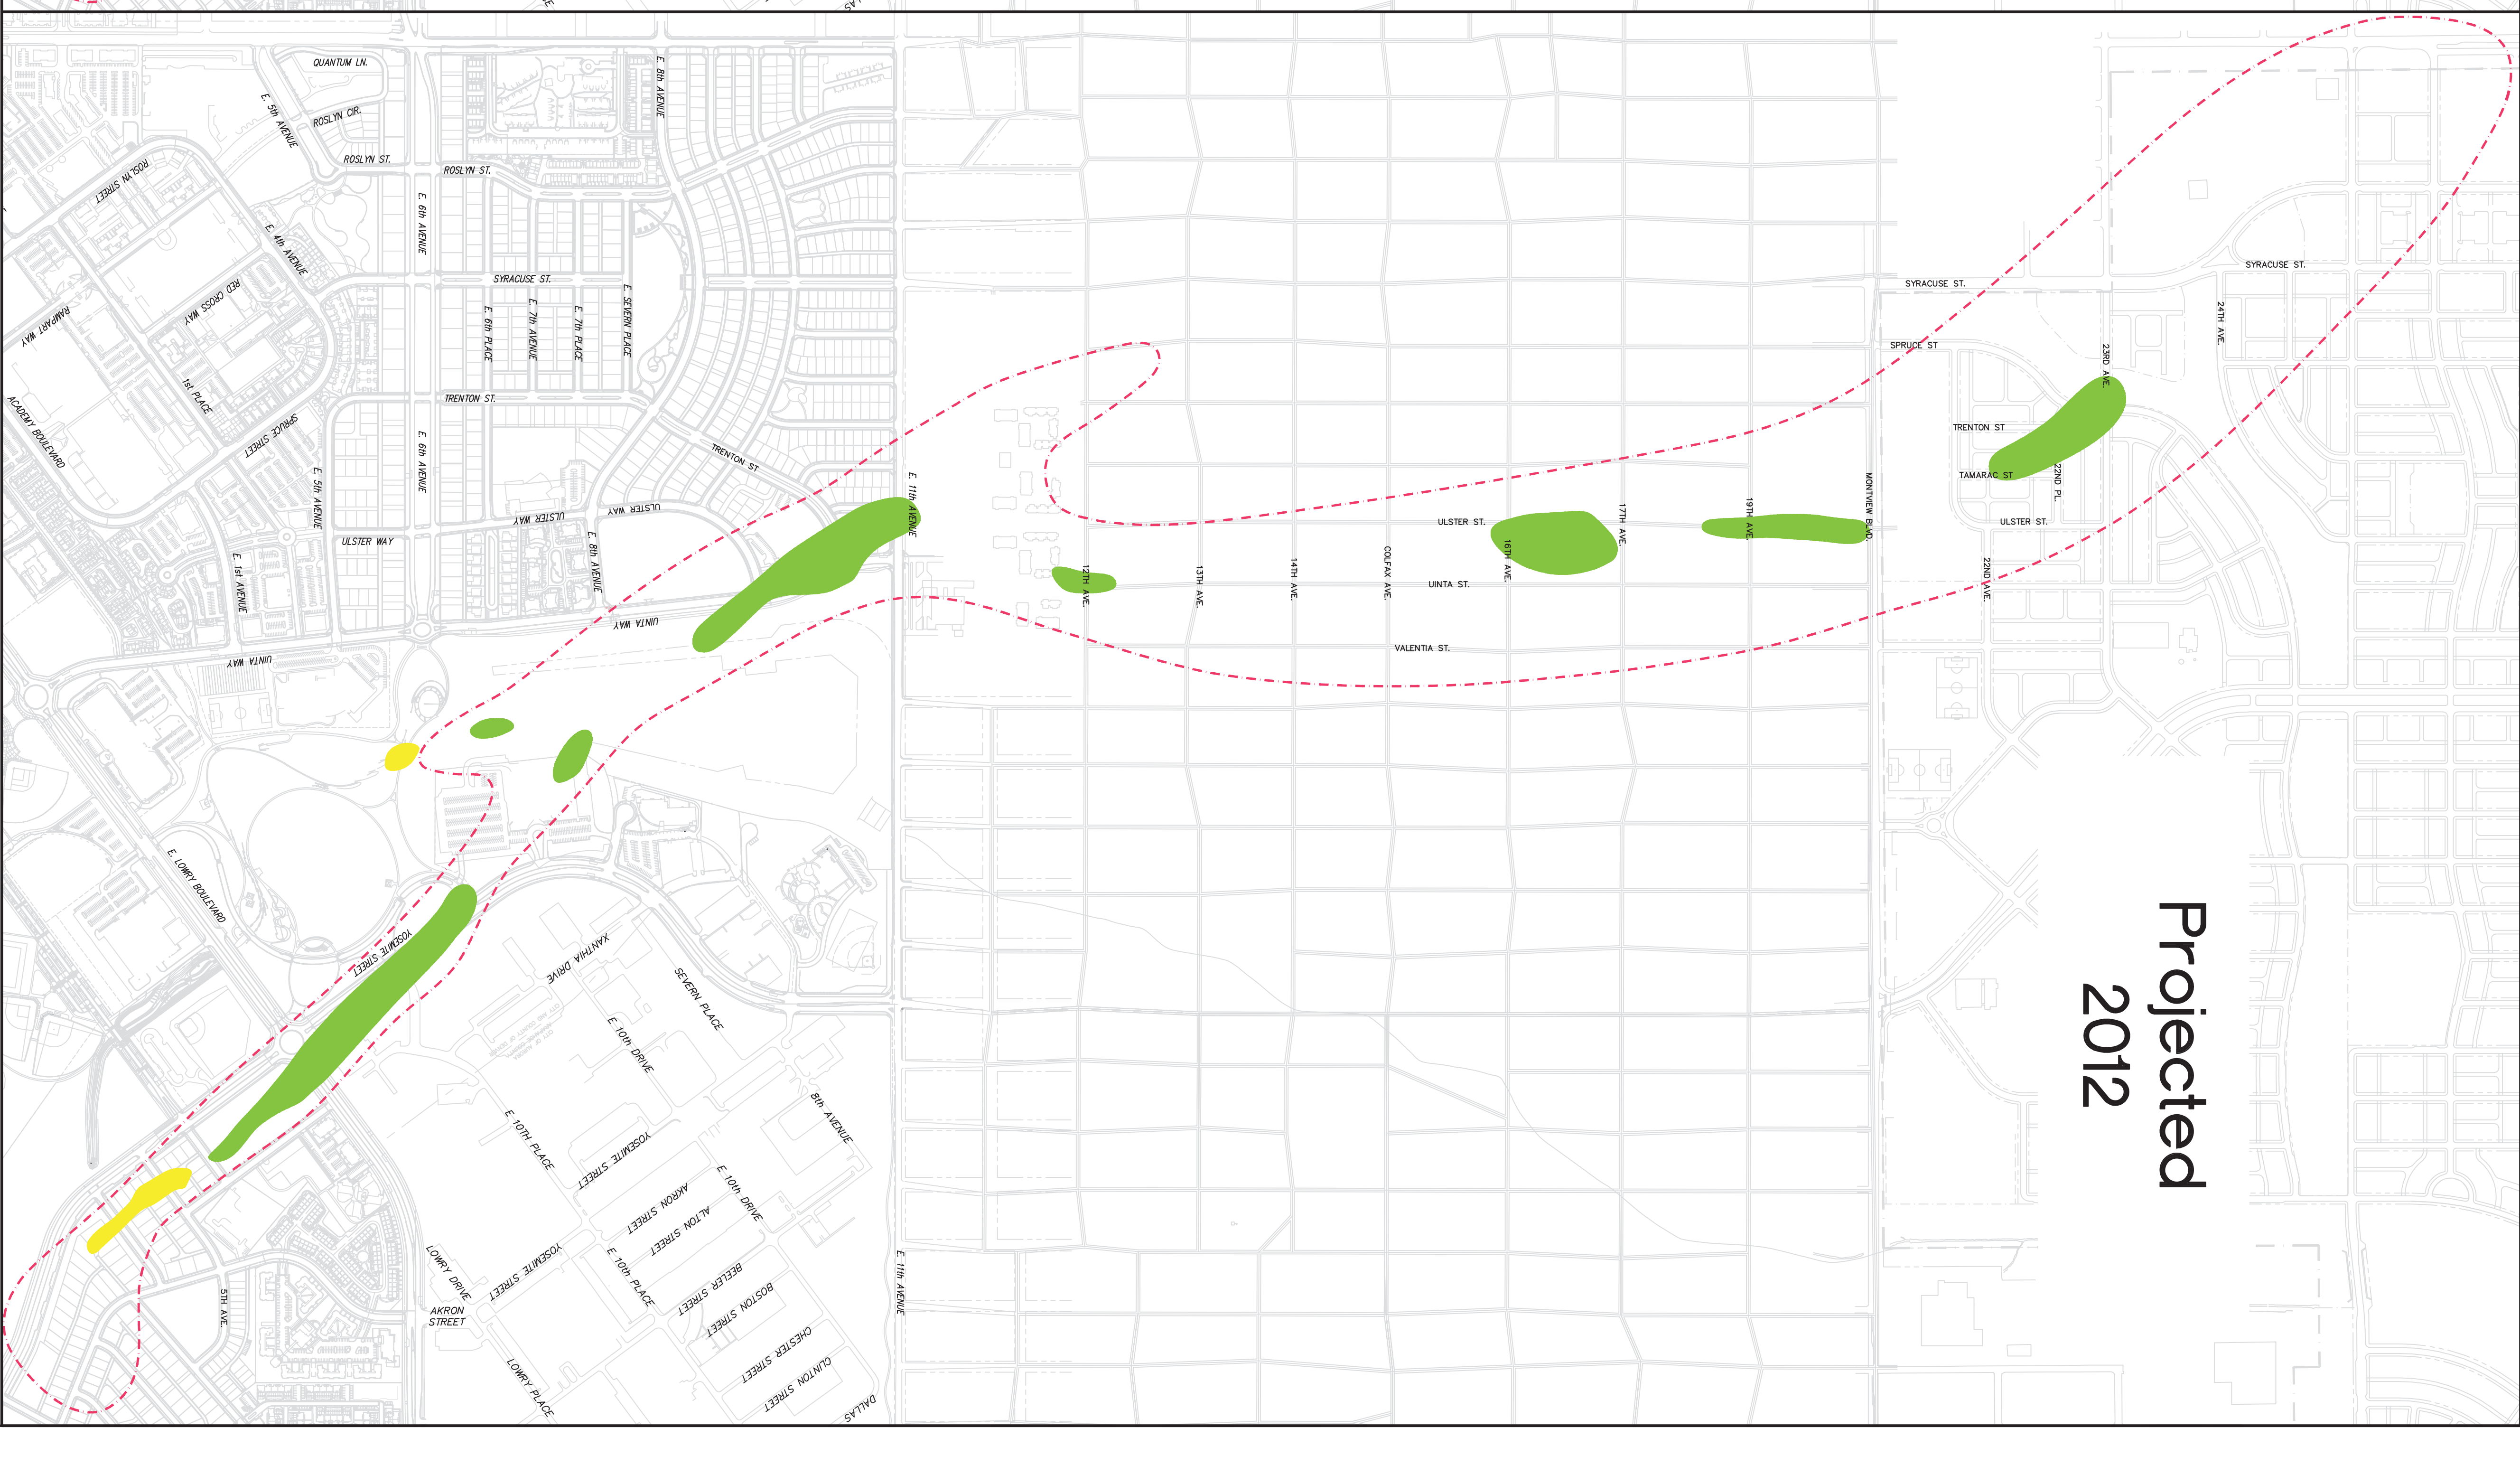 QUANTUM LN.
E. 5th AVENUE
ROSLYN CIR.
ROSLYN ST.
ROSLYN ST.
E. 8th AVENUE
ROSLYN STREET
E. 6th AVENUE
E. 4th AVENUE
RED CROSS WAY
RAMPART WAY
SYRACUSE ST.
E. 6th PLACE
E. 7th AVENUE
E. 7th PLACE
E. SEVERN PLACE
1st PLACE
ACADEMY BOULEVARD
SPRUCE STREET
TRENTON ST.
E. 6th AVENUE
E. 5th AVENUE
TRENTON ST
ULSTER WAY
ULSTER WAY
ULSTER WAY
E. 8th AVENUE
E. 1st AVENUE
UINTA WAY
UINTA WAY
E. 11th AVENUE
12TH AVE.
13TH AVE.
14TH AVE.
COLFAX AVE.
16TH AVE.
17TH AVE.
19TH AVE.
MONTVIEW BLVD.
ULSTER ST.
UINTA ST.
VALENTIA ST.
SYRACUSE ST.
SYRACUSE ST.
SPRUCE ST
23RD AVE.
24TH AVE.
TRENTON ST
TAMARAC ST
22ND PL
ULSTER ST.
22ND AVE.
E. LOWRY BOULEVARD
YOSEMITE STREET
XANTHIA DRIVE
SEVERN PLACE
E 10th DRIVE
CITY AND COUNTY OF DENVER
CITY OF AURORA
E 10TH PLACE
8th AVENUE
YOSEMITE STREET
E 10th DRIVE
AKRON STREET
ALTON STREET
YOSEMITE STREET
E 10th PLACE
BEELER STREET
BOSTON STREET
CHESTER STREET
CLINTON STREET
DALLAS
LOWRY DRIVE
AKRON
STREET
LOWRY PLACE
5TH AVE.
E. 11th AVENUE
Projected
2012